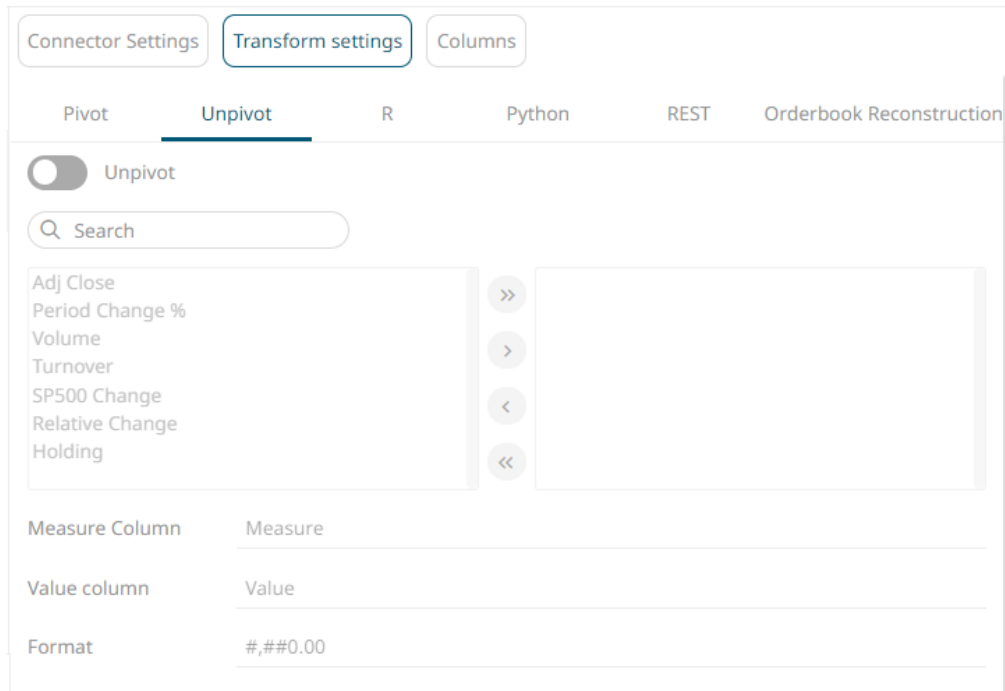 Connector Settings Transform settings Columns
Pivot Unpivot R Python REST Orderbook Reconstruction
Unpivot
Search
Adj Close
Period Change %
Volume
Turnover
SP500 Change
Relative Change
Holding
Measure Column Measure
Value column Value
Format #,##0.00